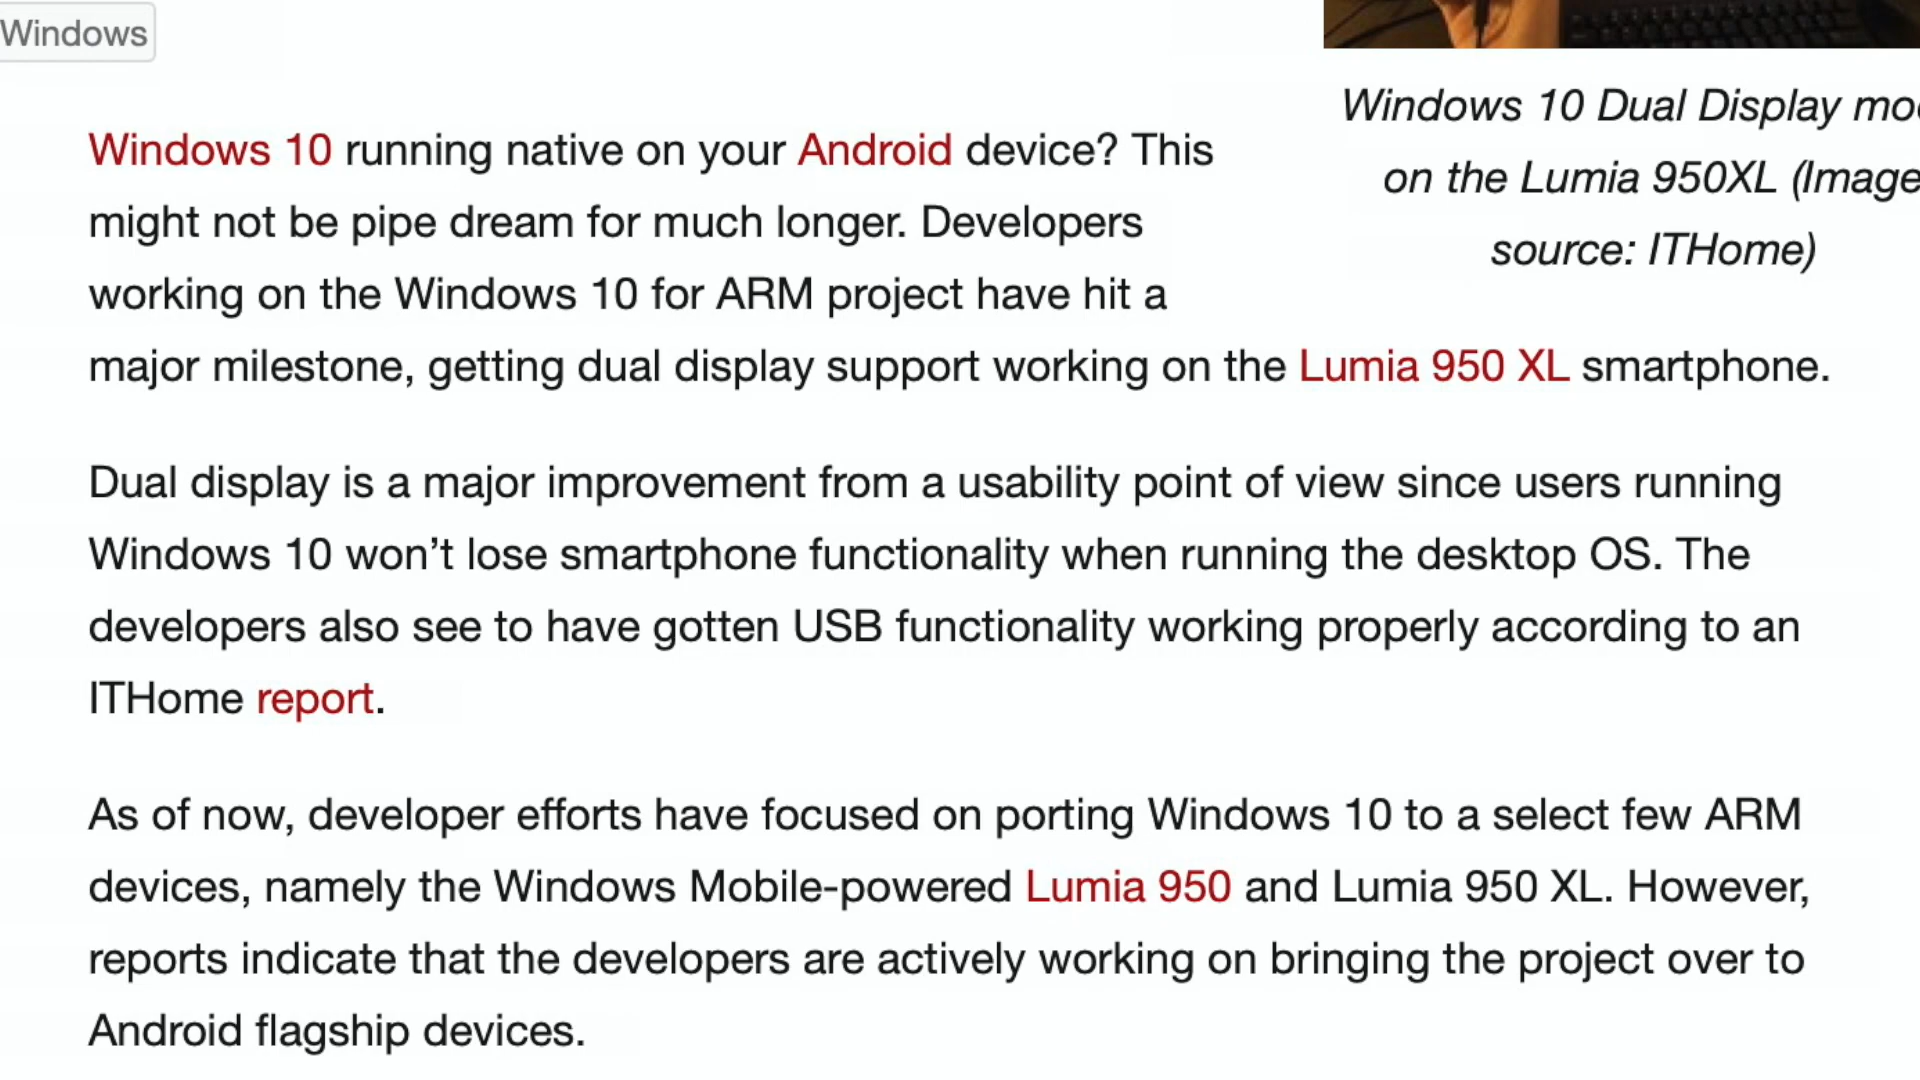 Windows
Windows 10 Dual Display
on the Lumia 950XL (Image
source: ITHome)
Windows 10 running native on your Android device? This
might not be pipe dream for much longer. Developers
working on the Windows 10 for ARM project have hit a
major milestone, getting dual display support working on the Lumia 950 XL smartphone.
Dual display is a major improvement from a usability point of view since users running
Windows 10 won’t lose smartphone functionality when running the desktop OS. The
developers also see to have gotten USB functionality working properly according to an
ITHome report.
As of now, developer efforts have focused on porting Windows 10 to a select few ARM
devices, namely the Windows Mobile-powered Lumia 950 and Lumia 950 XL. However,
reports indicate that the developers are actively working on bringing the project over to
Android flagship devices.